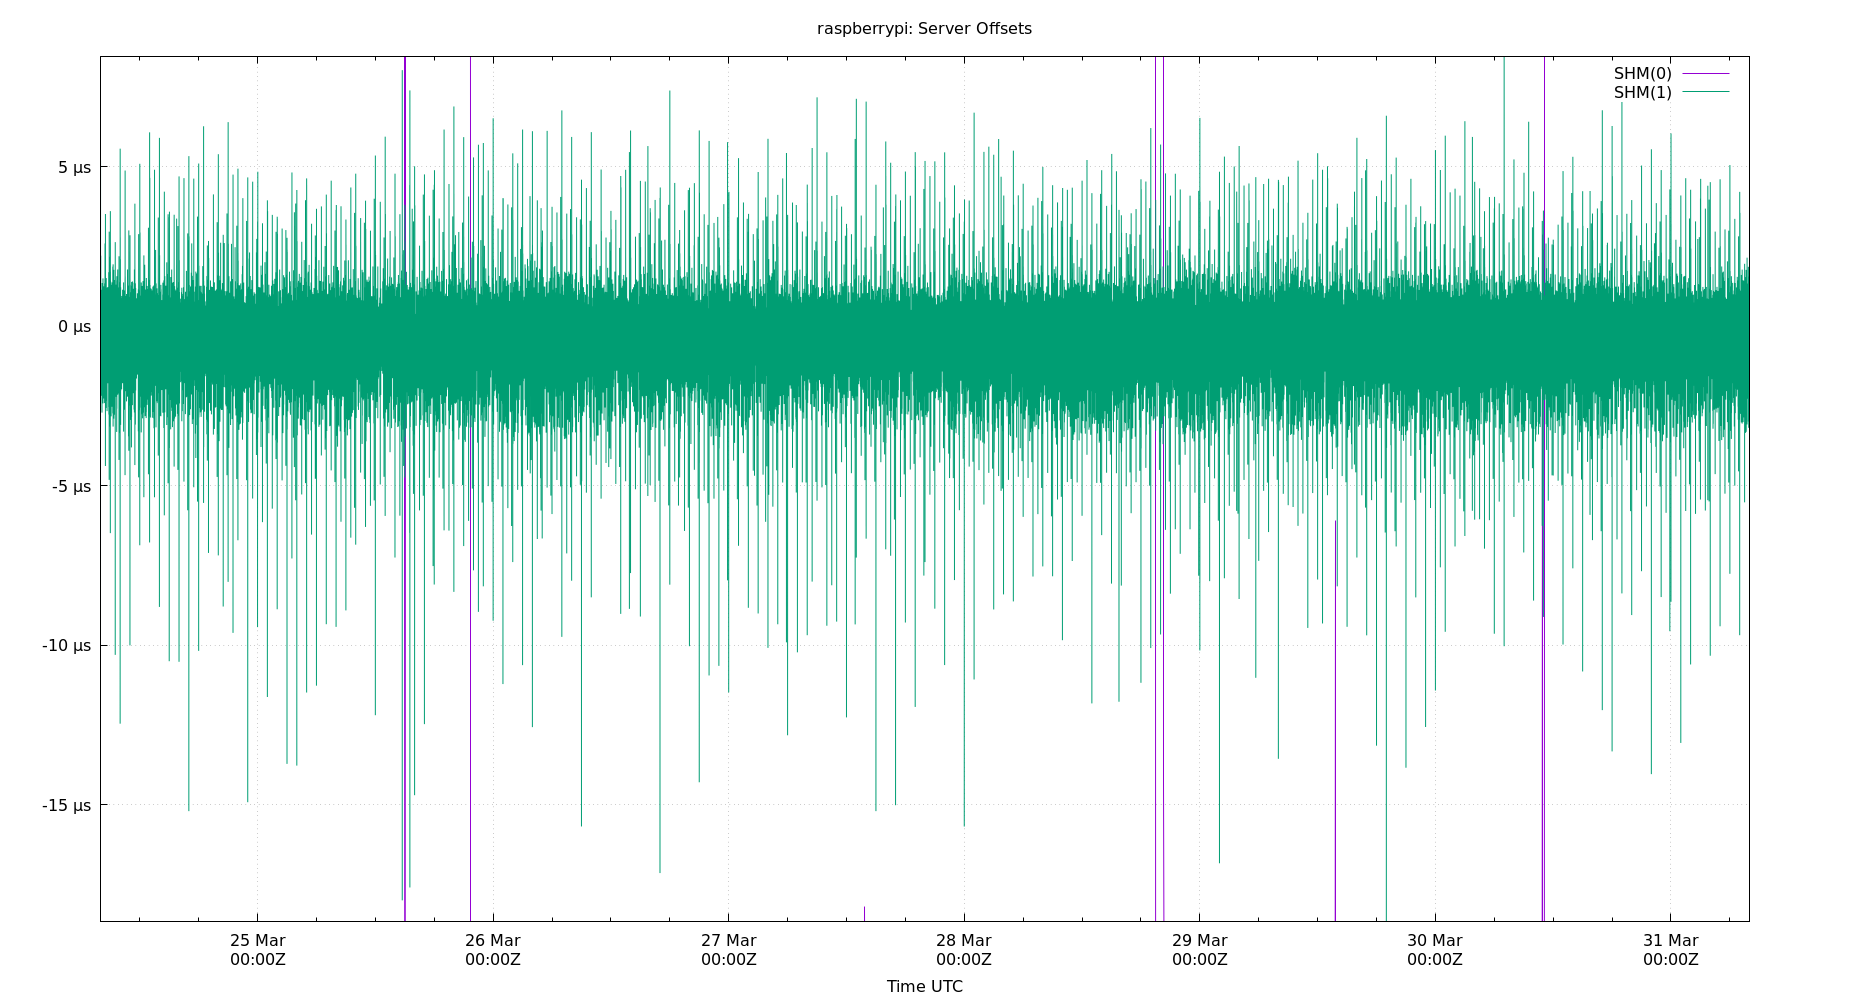 raspberrypi: Server Offsets
SHM(0)
SHM(1)
5 µs
0 µs
-5 µs
-10 µs
-15 µs
25 Mar
00:00Z
26 Mar
00:00Z
27 Mar
00:00Z
28 Mar
00:00Z
29 Mar
00:00Z
30 Mar
00:00Z
31 Mar
00:00Z
Time UTC